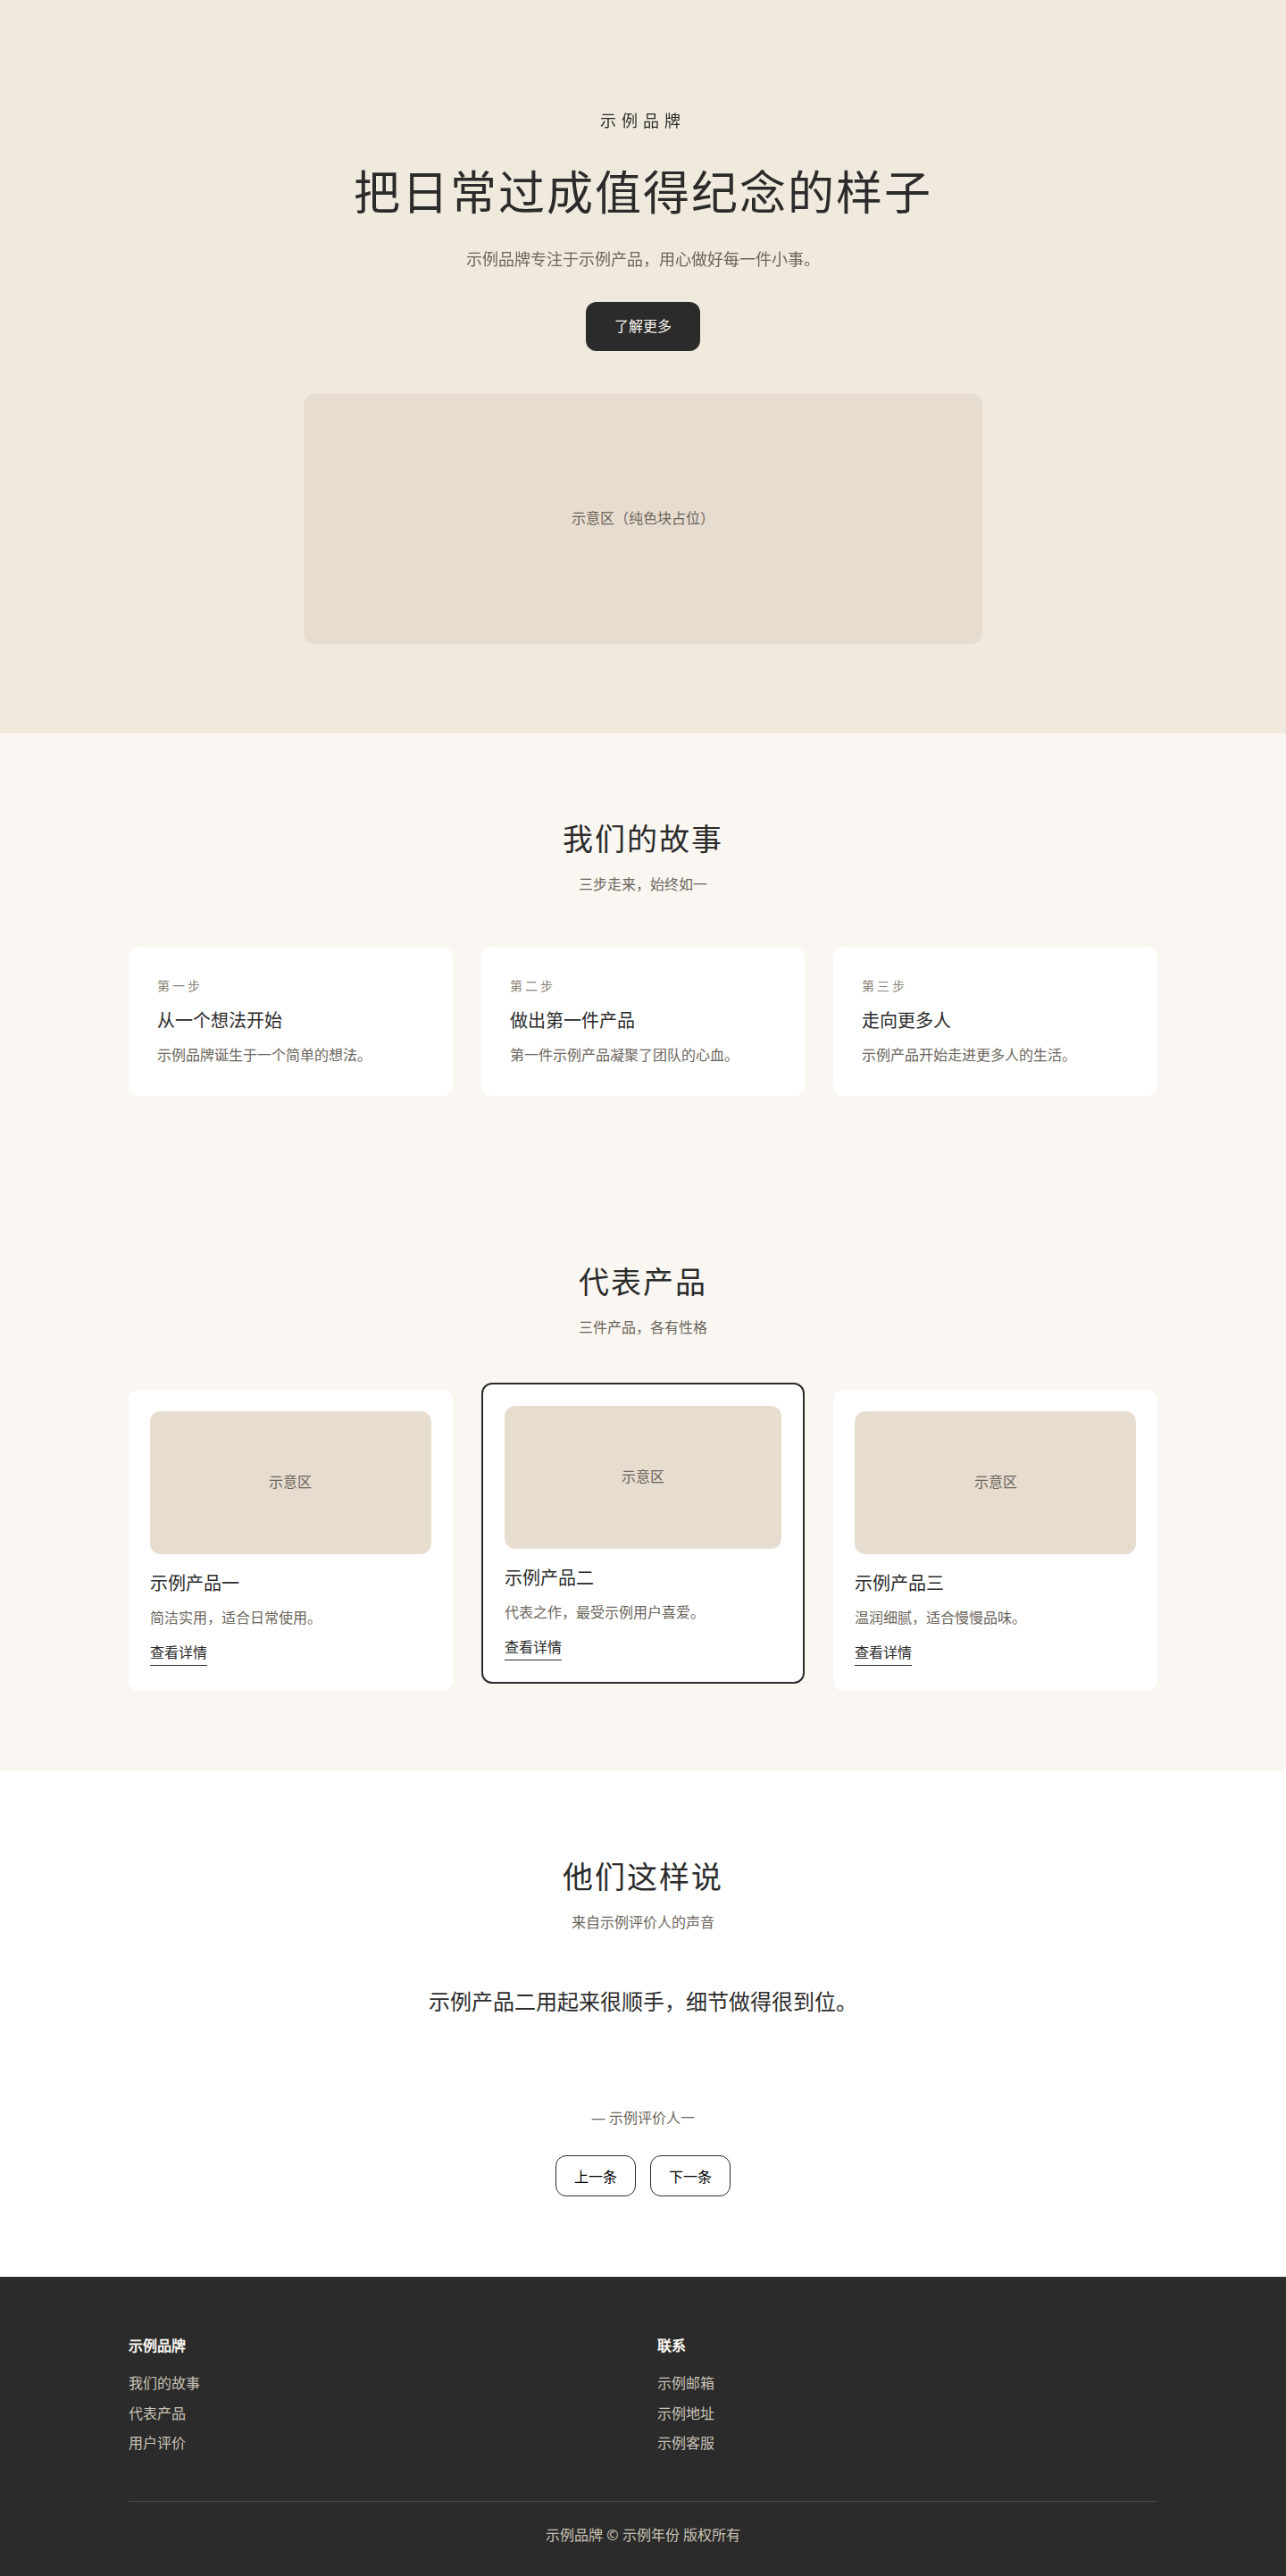 示例品牌
把日常过成值得纪念的样子
示例品牌专注于示例产品，用心做好每一件小事。
了解更多
示意区（纯色块占位）
我们的故事
三步走来，始终如一
第一步
从一个想法开始
示例品牌诞生于一个简单的想法。
第二步
做出第一件产品
第一件示例产品凝聚了团队的心血。
第三步
走向更多人
示例产品开始走进更多人的生活。
代表产品
三件产品，各有性格
示意区
示例产品一
简洁实用，适合日常使用。
查看详情
示意区
示例产品二
代表之作，最受示例用户喜爱。
查看详情
示意区
示例产品三
温润细腻，适合慢慢品味。
查看详情
他们这样说
来自示例评价人的声音
示例产品二用起来很顺手，细节做得很到位。
— 示例评价人一
上一条
下一条
示例品牌
我们的故事
代表产品
用户评价
联系
示例邮箱
示例地址
示例客服
示例品牌 © 示例年份 版权所有